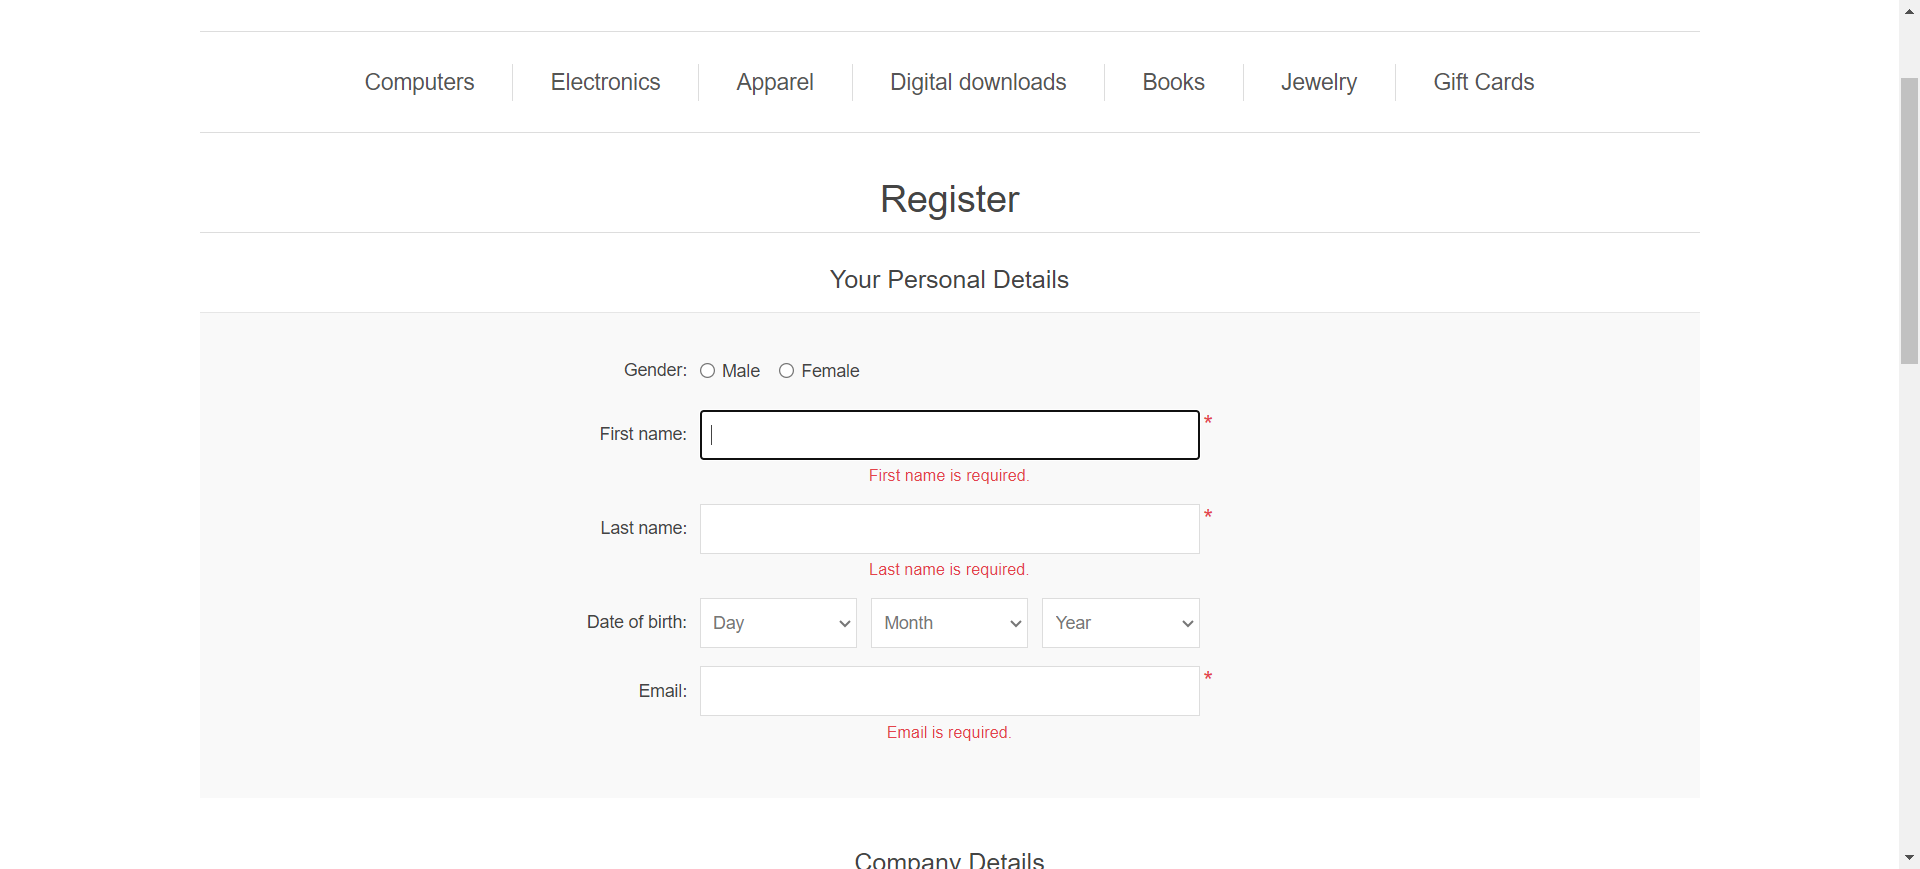 Computers Electronics Apparel Digital downloads Books Jewelry Gift Cards
Register
Your Personal Details
Gender: Male Female
First name: *
First name is required.
Last name: *
Last name is required.
Date of birth: Day Month Year
Email: *
Email is required.
Company Details